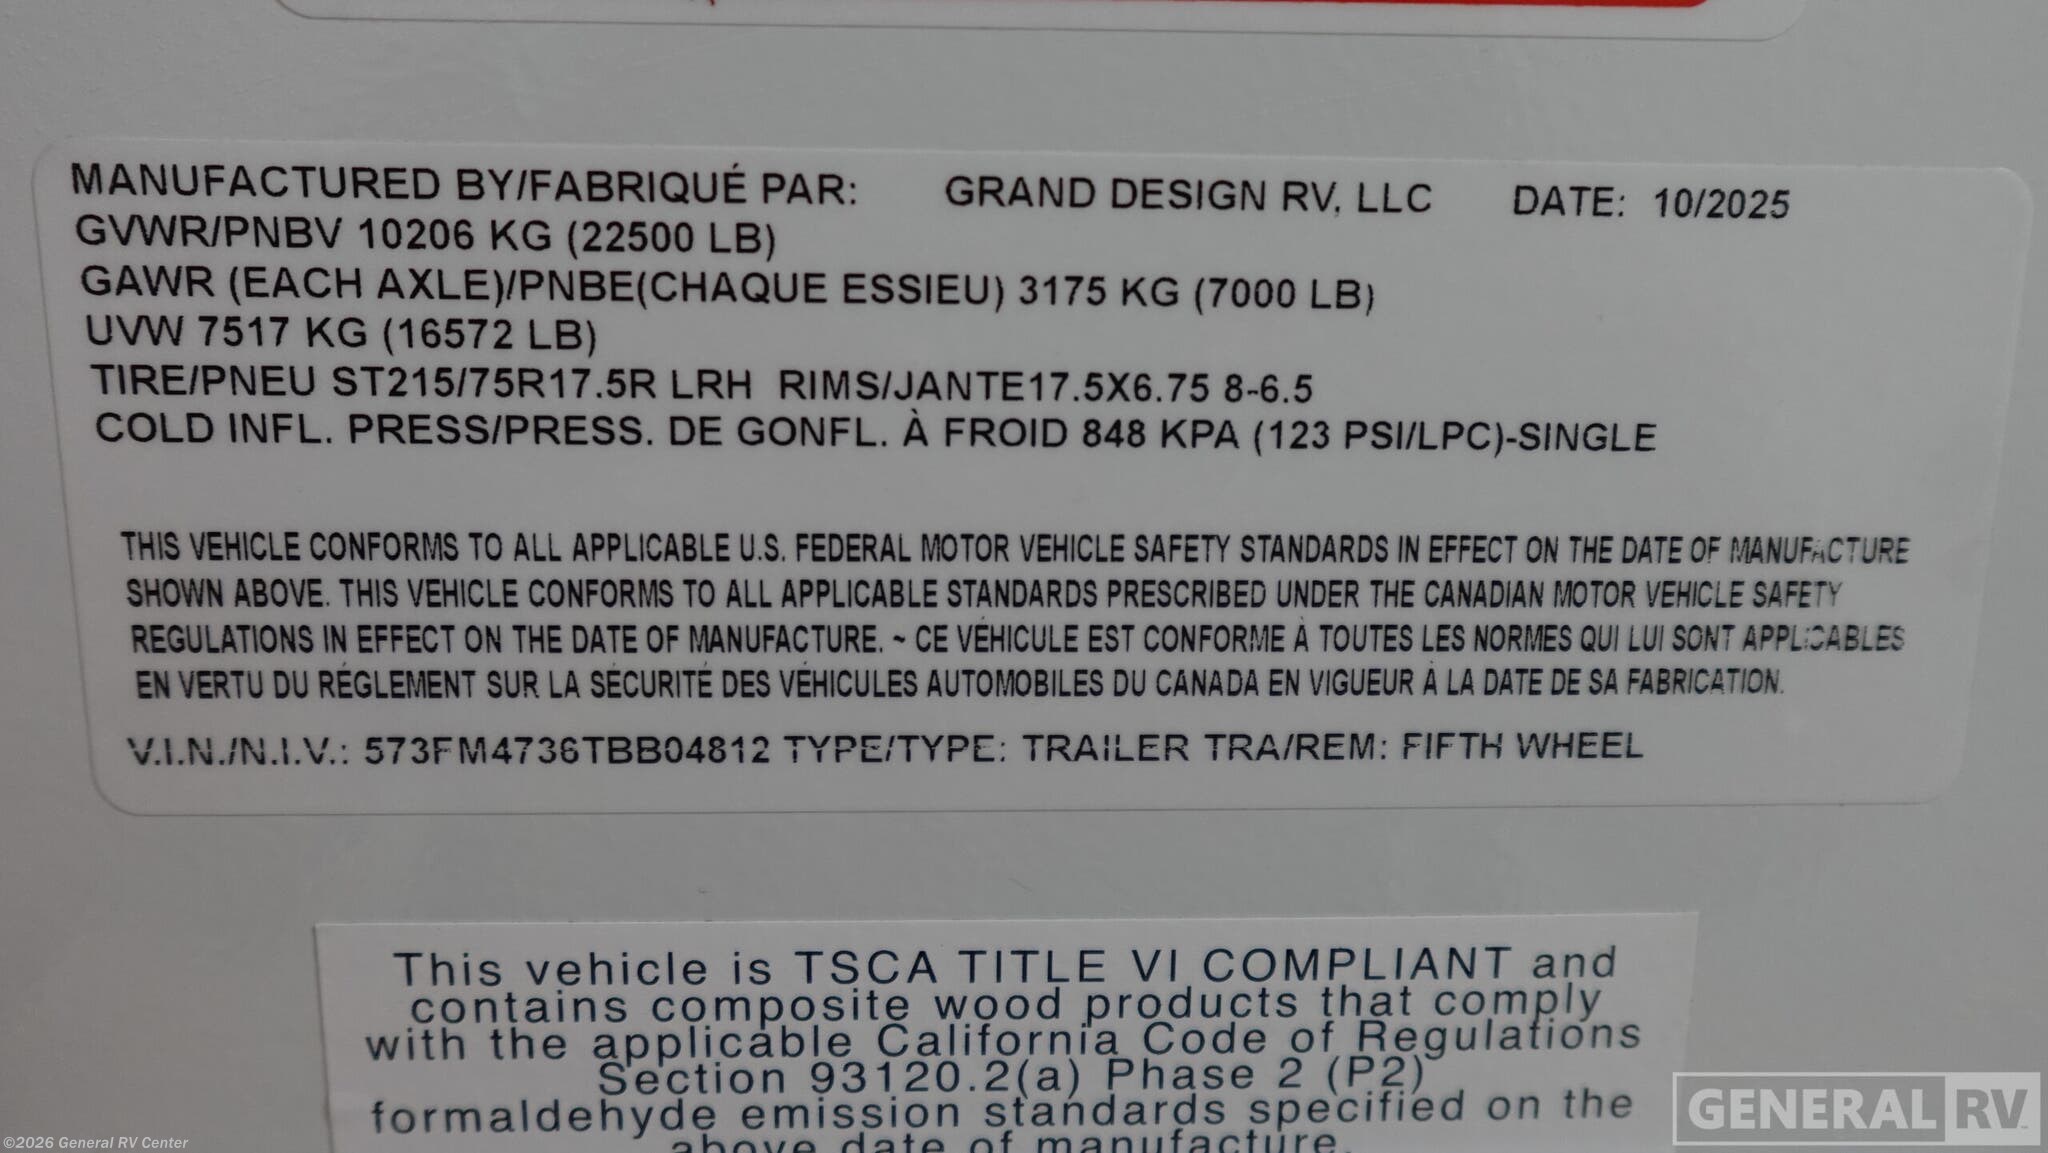 MANUFACTURED BY/FABRIQUÉ PAR: GRAND DESIGN RV, LLC DATE: 10/2025
GVWR/PNBV 10206 KG (22500 LB)
GAWR (EACH AXLE)/PNBE(CHAQUE ESSIEU) 3175 KG (7000 LB)
UVW 7517 KG (16572 LB)
TIRE/PNEU ST215/75R17.5R LRH RIMS/JANTE17.5X6.75 8-6.5
COLD INFL. PRESS/PRESS. DE GONFL. À FROID 848 KPA (123 PSI/LPC)-SINGLE
THIS VEHICLE CONFORMS TO ALL APPLICABLE U.S. FEDERAL MOTOR VEHICLE SAFETY STANDARDS IN EFFECT ON THE DATE OF MANUFACTURE
SHOWN ABOVE. THIS VEHICLE CONFORMS TO ALL APPLICABLE STANDARDS PRESCRIBED UNDER THE CANADIAN MOTOR VEHICLE SAFETY
REGULATIONS IN EFFECT ON THE DATE OF MANUFACTURE. ~ CE VÉHICULE EST CONFORME À TOUTES LES NORMES QUI LUI SONT APPLICABLES
EN VERTU DU RÉGLEMENT SUR LA SÉCURITÉ DES VÉHICULES AUTOMOBILES DU CANADA EN VIGUEUR À LA DATE DE SA FABRICATION.
V.I.N./N.I.V.: 573FM4736TBB04812 TYPE/TYPE: TRAILER TRA/REM: FIFTH WHEEL
This vehicle is TSCA TITLE VI COMPLIANT and
contains composite wood products that comply
with the applicable California Code of Regulations
Section 93120.2(a) Phase 2 (P2)
formaldehyde emission standards specified on the
above date of manufacture.
©2026 General RV Center
GENERAL RV